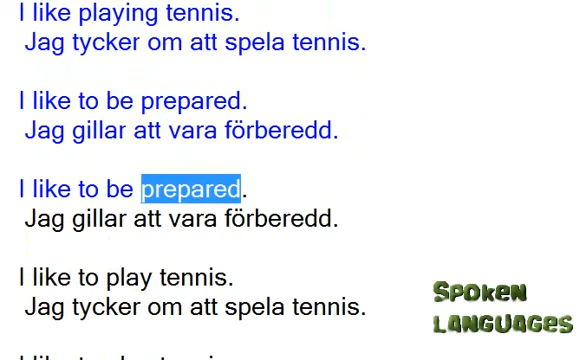 I like playing tennis.
Jag tycker om att spela tennis.
I like to be prepared.
Jag gillar att vara förberedd.
I like to be prepared.
Jag gillar att vara förberedd.
I like to play tennis.
Jag tycker om att spela tennis.
Spoken
Languages